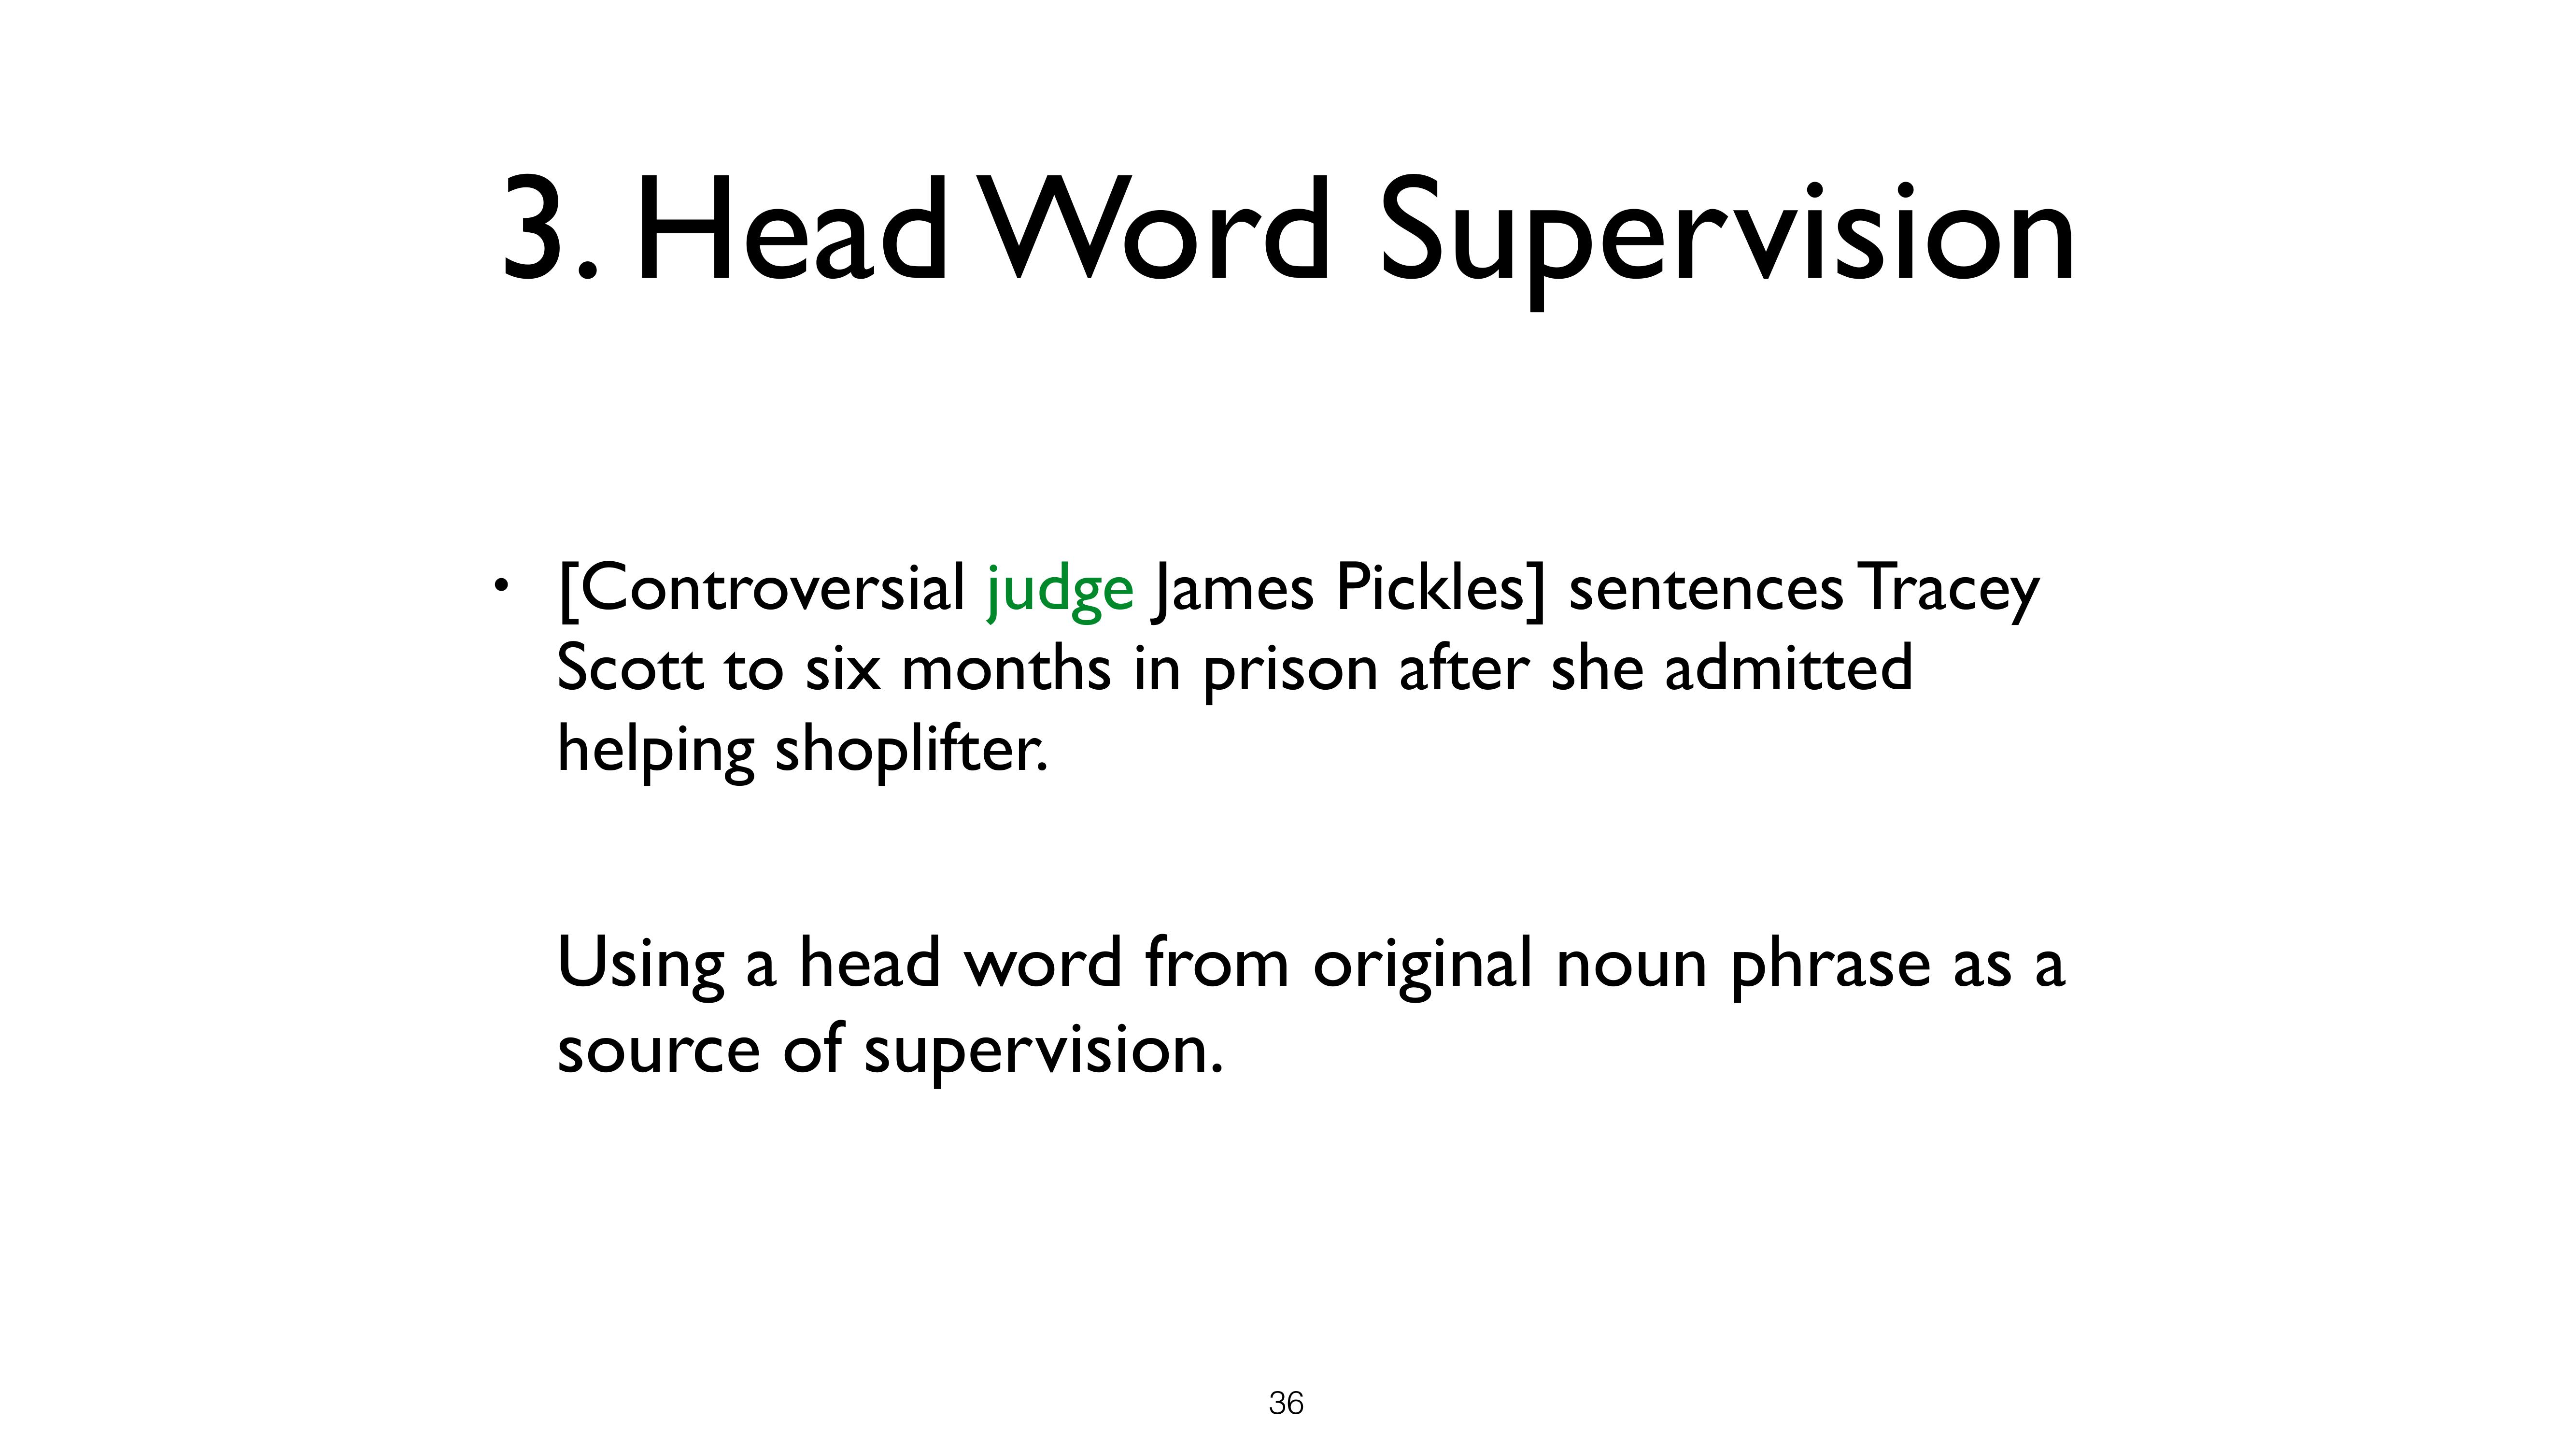 3. Head Word Supervision
• [Controversial judge James Pickles] sentences Tracey
Scott to six months in prison after she admitted
helping shoplifter.
Using a head word from original noun phrase as a
source of supervision.
36